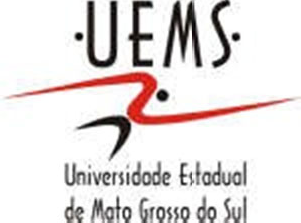 ·UEMS·
Universidade Estadual
de Mato Grosso do Sul